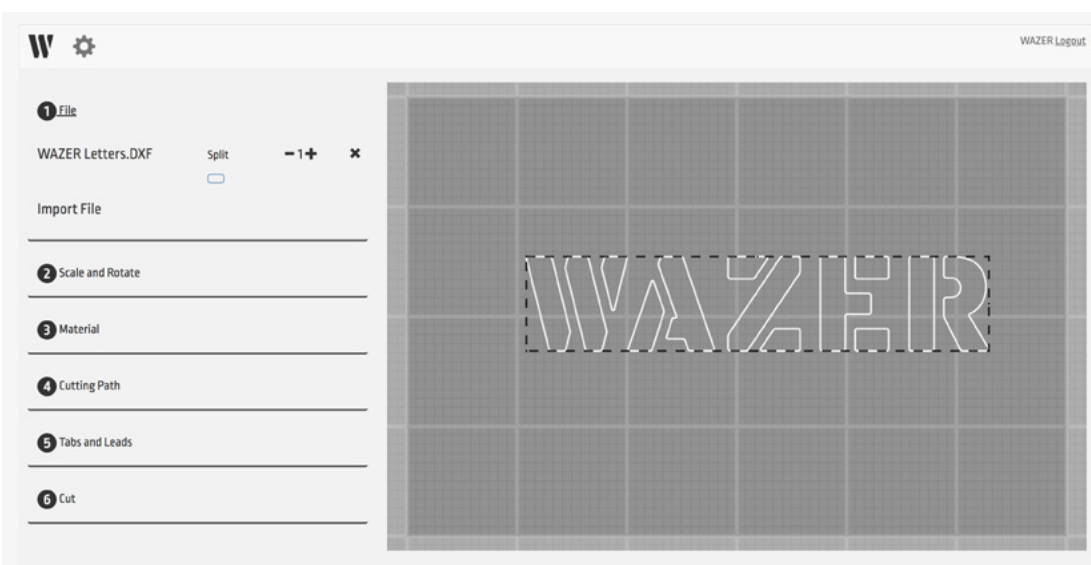 W
WAZER Logout
1 File
WAZER Letters.DXF Split 1
Import File
2 Scale and Rotate
3 Material
4 Cutting Path
5 Tabs and Leads
6 Cut
WAZER